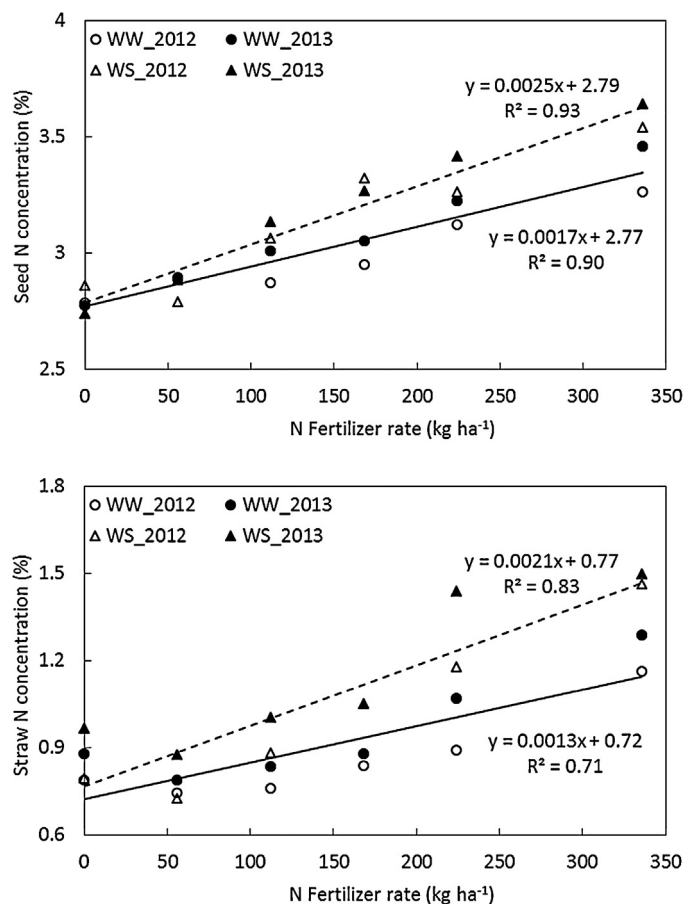 4
WW_2012 WW_2013
WS_2012 WS_2013
y = 0.0025x + 2.79
R² = 0.93
3.5
Seed N concentration (%)
3
y = 0.0017x + 2.77
R² = 0.90
2.5
0 50 100 150 200 250 300 350
N Fertilizer rate (kg ha⁻¹)
1.8
WW_2012 WW_2013
WS_2012 WS_2013
y = 0.0021x + 0.77
R² = 0.83
1.5
Straw N concentration (%)
1.2
0.9
y = 0.0013x + 0.72
R² = 0.71
0.6
0 50 100 150 200 250 300 350
N Fertilizer rate (kg ha⁻¹)